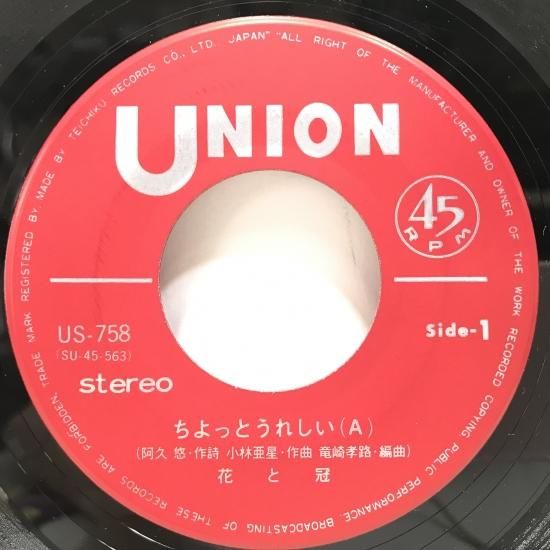 TRADE MARK REGISTERED BY, MADE BY TEICHIKU RECORDS CO., LTD. JAPAN" "ALL RIGHT OF THE MANUFACTURER AND OWNER OF THE WORK RECORDED COPYING, PUBLIC PERFORMANCE, BROADCASTING OF THESE RECORDS ARE FORBIDDEN.
UNION
45
RPM
US-758
(SU-45-563)
Side-1
stereo
ちよっとうれしい(A)
(阿久 悠・作詩 小林亜星・作曲 竜崎孝路・編曲)
花と冠